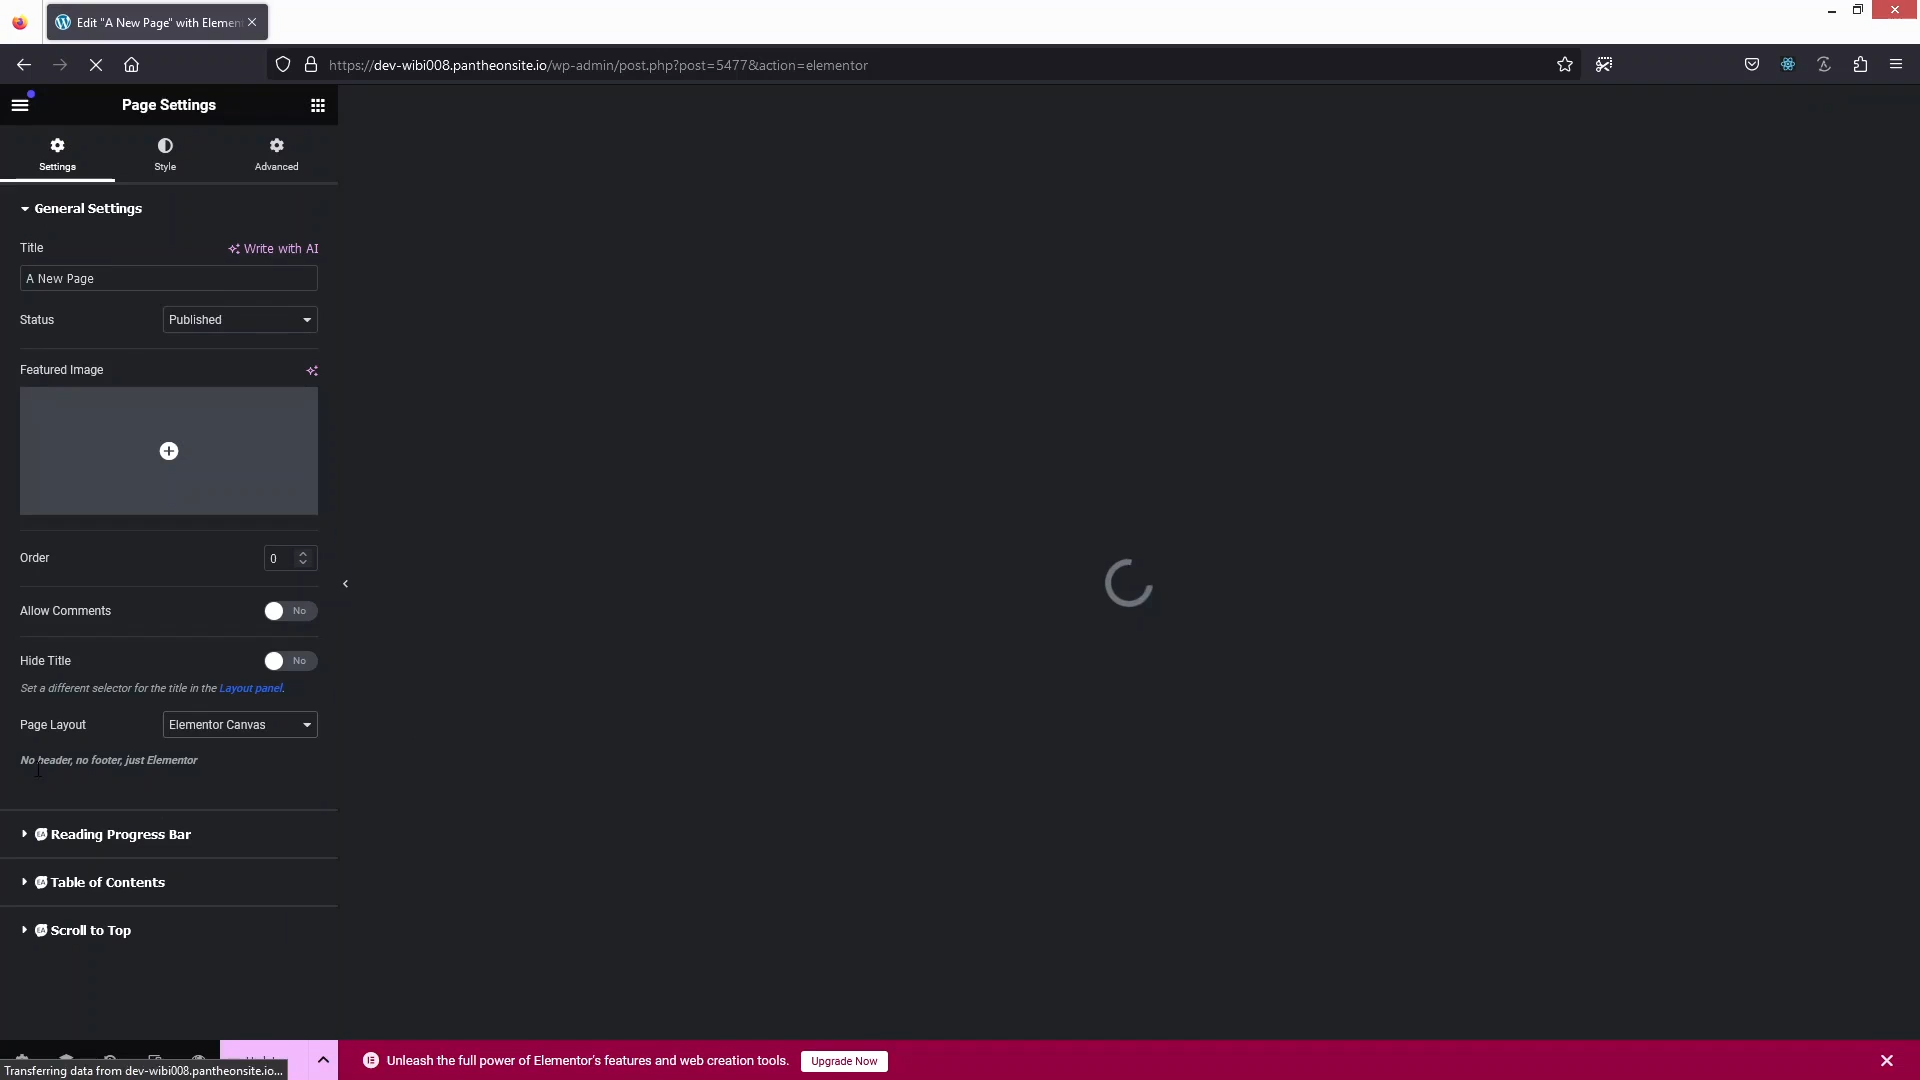 Edit "A New Page" with Elemen
https://dev-wibi008.pantheonsite.io/wp-admin/post.php?post=5477&action=elementor
Page Settings
Settings
Style
Advanced
General Settings
Title
Write with AI
A New Page
Status
Published
Featured Image
Order
0
Allow Comments
No
Hide Title
No
Set a different selector for the title in the Layout panel.
Page Layout
Elementor Canvas
No header, no footer, just Elementor
EA Reading Progress Bar
EA Table of Contents
EA Scroll to Top
Unleash the full power of Elementor's features and web creation tools.
Upgrade Now
Transferring data from dev-wibi008.pantheonsite.io...